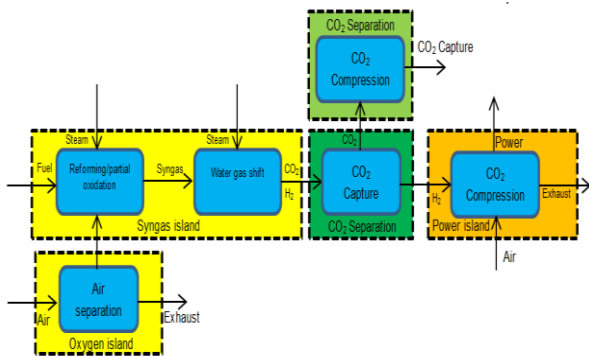 CO2 Separation
CO2
Compression
CO2 Capture
Steam
Steam
CO2
Power
Fuel
Reforming/partial
oxidation
Syngas
Water gas shift
CO2
H2
CO2
Capture
H2
CO2
Compression
Exhaust
Syngas island
CO2 Separation
Power island
Air
Air
separation
Air
Exhaust
Oxygen island